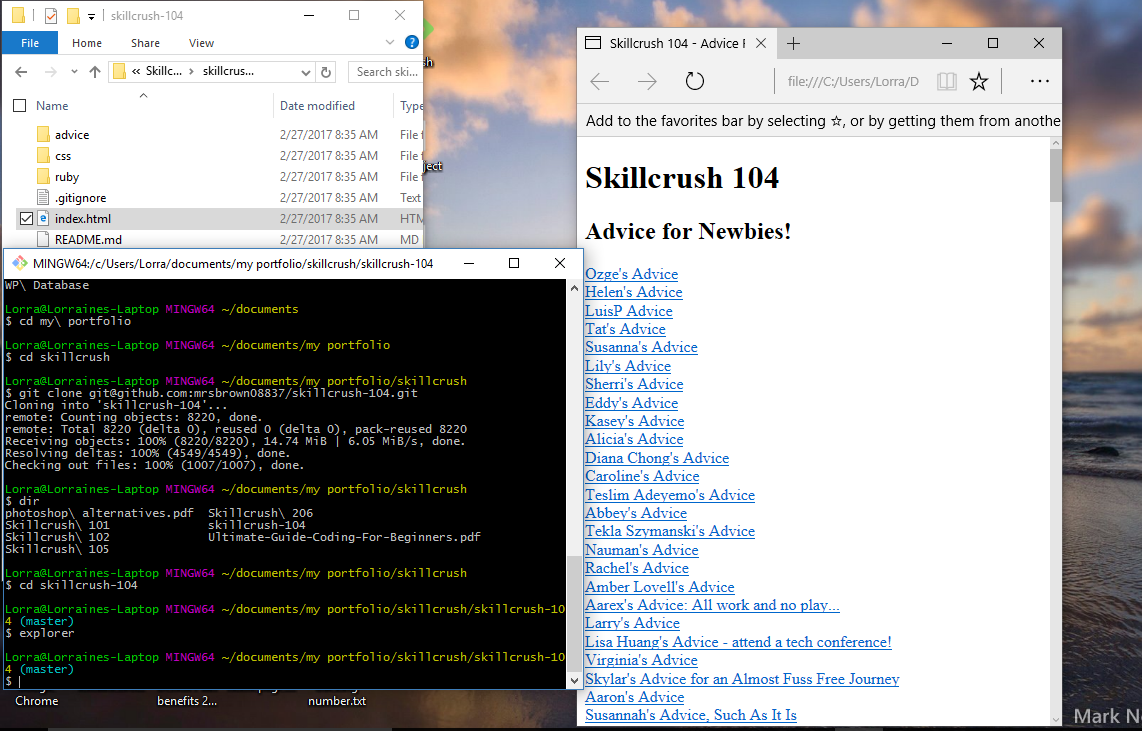 skillcrush-104
File Home Share View
« Skillc... › skillcrus...
Search ski...
Name Date modified Type
advice 2/27/2017 8:35 AM File f
css 2/27/2017 8:35 AM File f
ruby 2/27/2017 8:35 AM File f
.gitignore 2/27/2017 8:35 AM Text
index.html 2/27/2017 8:35 AM HTM
README.md 2/27/2017 8:35 AM MD
sh
ject
MINGW64:/c/Users/Lorra/documents/my portfolio/skillcrush/skillcrush-104
WP\ Database
Lorra@Lorraines-Laptop MINGW64 ~/documents
$ cd my\ portfolio
Lorra@Lorraines-Laptop MINGW64 ~/documents/my portfolio
$ cd skillcrush
Lorra@Lorraines-Laptop MINGW64 ~/documents/my portfolio/skillcrush
$ git clone git@github.com:mrsbrown08837/skillcrush-104.git
Cloning into 'skillcrush-104'...
remote: Counting objects: 8220, done.
remote: Total 8220 (delta 0), reused 0 (delta 0), pack-reused 8220
Receiving objects: 100% (8220/8220), 14.74 MiB | 6.05 MiB/s, done.
Resolving deltas: 100% (4549/4549), done.
Checking out files: 100% (1007/1007), done.
Lorra@Lorraines-Laptop MINGW64 ~/documents/my portfolio/skillcrush
$ dir
photoshop\ alternatives.pdf Skillcrush\ 206
Skillcrush\ 101 skillcrush-104
Skillcrush\ 102 Ultimate-Guide-Coding-For-Beginners.pdf
Skillcrush\ 105
Lorra@Lorraines-Laptop MINGW64 ~/documents/my portfolio/skillcrush
$ cd skillcrush-104
Lorra@Lorraines-Laptop MINGW64 ~/documents/my portfolio/skillcrush/skillcrush-10
4 (master)
$ explorer
Lorra@Lorraines-Laptop MINGW64 ~/documents/my portfolio/skillcrush/skillcrush-10
4 (master)
$
Chrome
benefits 2...
number.txt
Skillcrush 104 - Advice F
file:///C:/Users/Lorra/D
Add to the favorites bar by selecting ☆, or by getting them from anothe
Skillcrush 104
Advice for Newbies!
Ozge's Advice
Helen's Advice
LuisP Advice
Tat's Advice
Susanna's Advice
Lily's Advice
Sherri's Advice
Eddy's Advice
Kasey's Advice
Alicia's Advice
Diana Chong's Advice
Caroline's Advice
Teslim Adeyemo's Advice
Abbey's Advice
Tekla Szymanski's Advice
Nauman's Advice
Rachel's Advice
Amber Lovell's Advice
Aarex's Advice: All work and no play...
Larry's Advice
Lisa Huang's Advice - attend a tech conference!
Virginia's Advice
Skylar's Advice for an Almost Fuss Free Journey
Aaron's Advice
Susannah's Advice, Such As It Is
Mark No